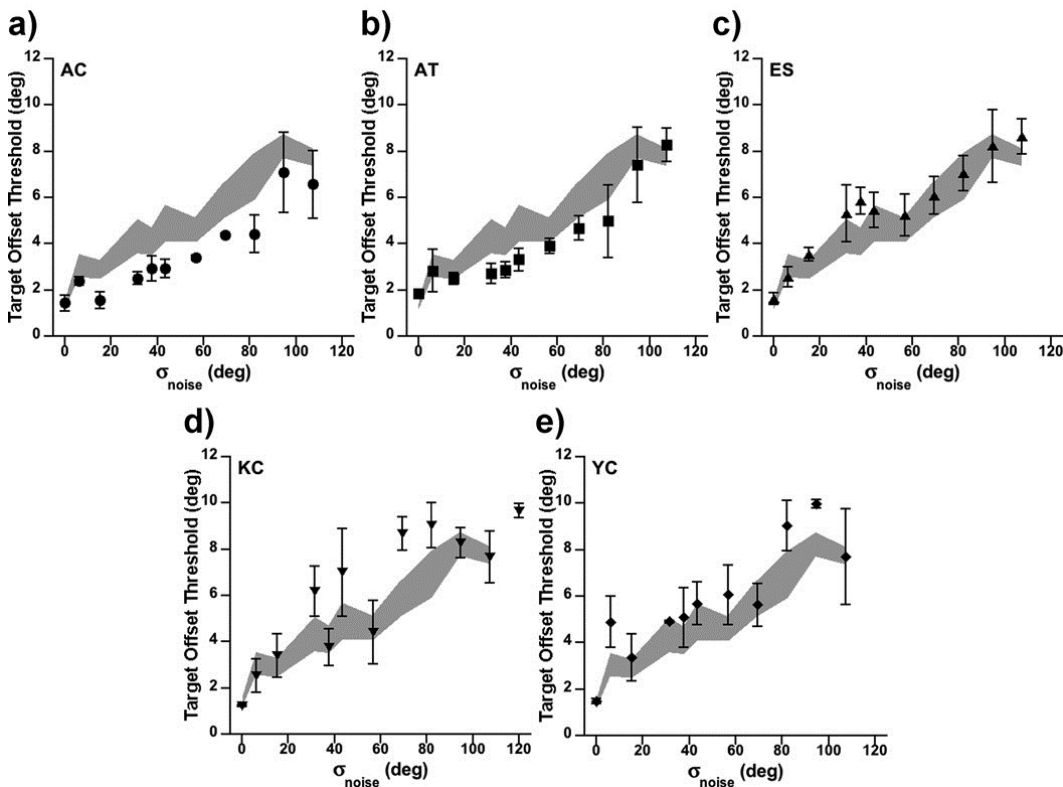 a)
AC
Target Offset Threshold (deg)
12
10
8
6
4
2
0
0 20 40 60 80 100 120
σnoise (deg)
b)
AT
Target Offset Threshold (deg)
12
10
8
6
4
2
0
0 20 40 60 80 100 120
σnoise (deg)
c)
ES
Target Offset Threshold (deg)
12
10
8
6
4
2
0
0 20 40 60 80 100 120
σnoise (deg)
d)
KC
Target Offset Threshold (deg)
12
10
8
6
4
2
0
0 20 40 60 80 100 120
σnoise (deg)
e)
YC
Target Offset Threshold (deg)
12
10
8
6
4
2
0
0 20 40 60 80 100 120
σnoise (deg)